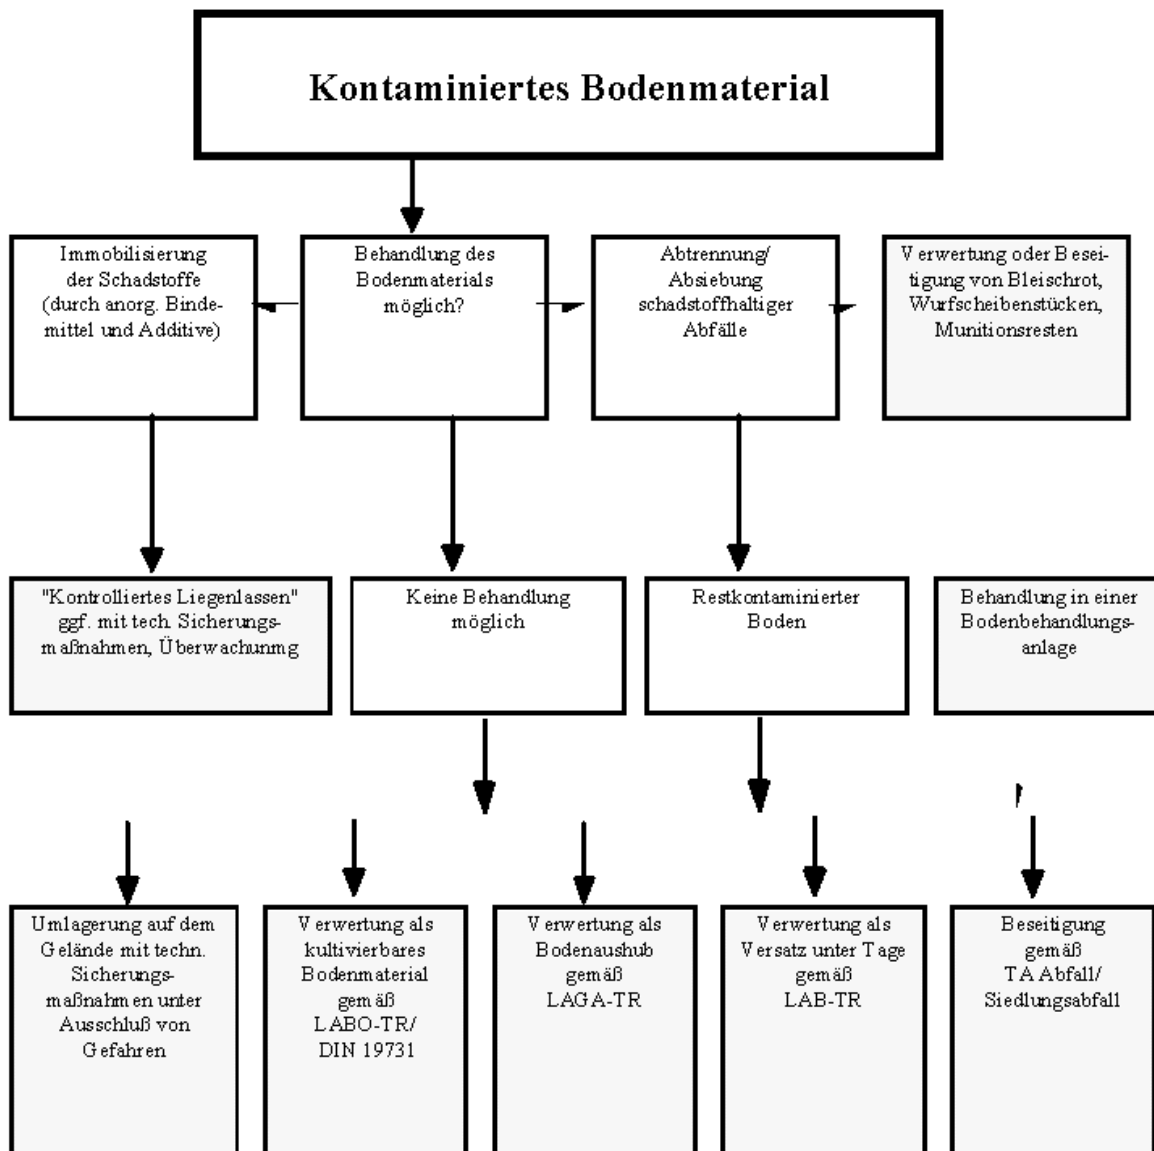 Kontaminiertes Bodenmaterial
Immobilisierung
der Schadstoffe
(durch anorg. Binde-
mittel und Additive)
Behandlung des
Bodenmaterials
möglich?
Abtrennung/
Absiebung
schadstoffhaltiger
Abfälle
Verwertung oder Besei-
tigung von Bleischrot,
Wurfscheibenstücken,
Munitionsresten
"Kontrolliertes Liegenlassen"
ggf. mit tech. Sicherungs-
maßnahmen, Überwachunmg
Keine Behandlung
möglich
Restkontaminierter
Boden
Behandlung in einer
Bodenbehandlungs-
anlage
Umlagerung auf dem
Gelände mit techn.
Sicherungs-
maßnahmen unter
Ausschluß von
Gefahren
Verwertung als
kultivierbares
Bodenmaterial
gemäß
LABO-TR/
DIN 19731
Verwertung als
Bodenaushub
gemäß
LAGA-TR
Verwertung als
Versatz unter Tage
gemäß
LAB-TR
Beseitigung
gemäß
TA Abfall/
Siedlungsabfall